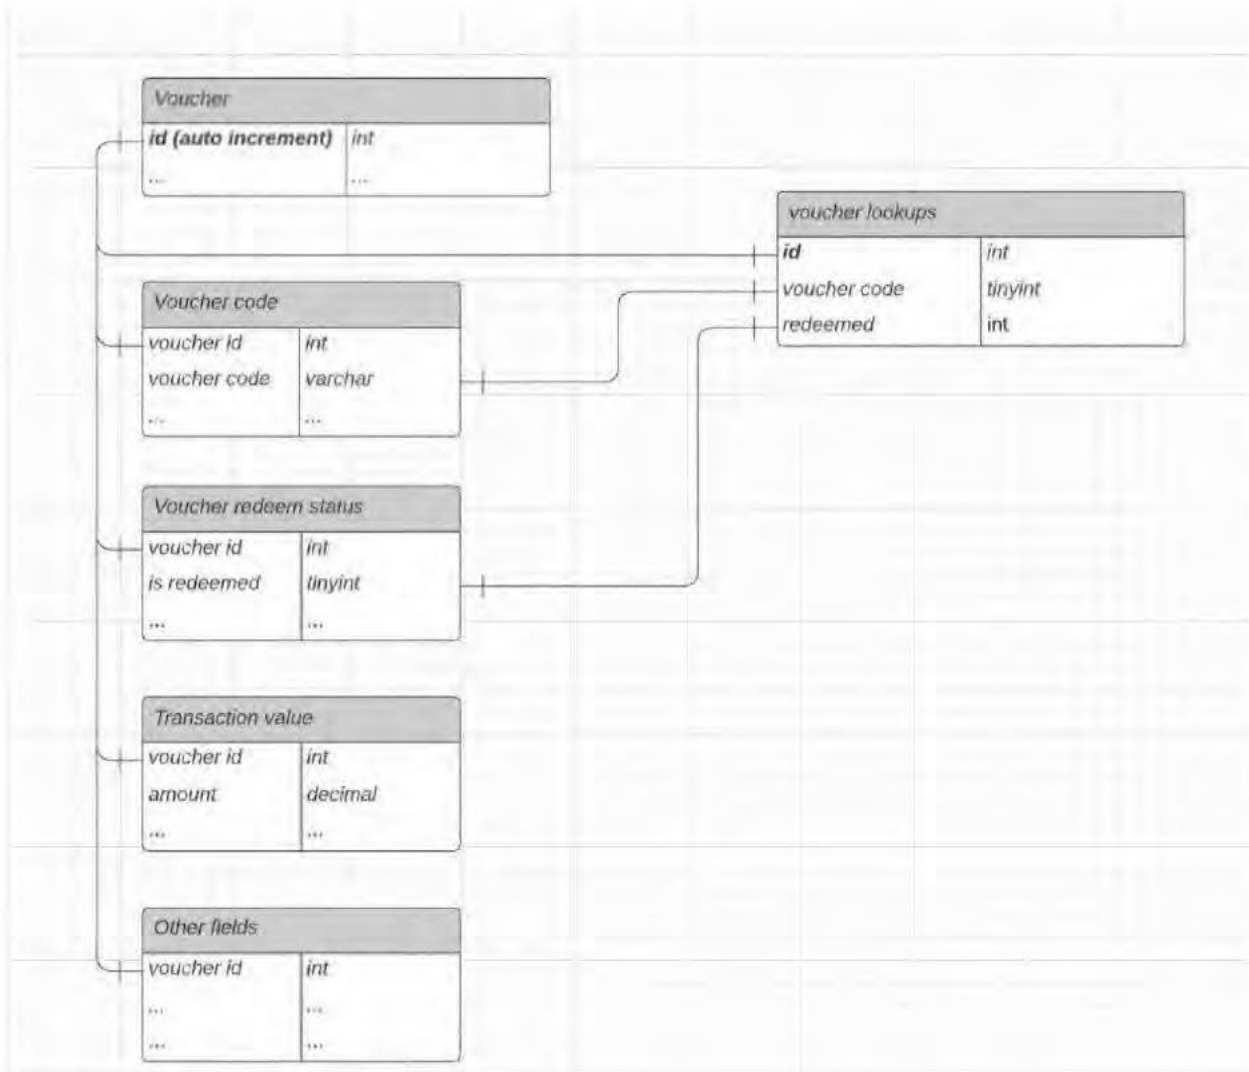 Voucher
id (auto increment) int
... ...
voucher lookups
id int
voucher code tinyint
redeemed int
Voucher code
voucher id int
voucher code varchar
... ...
Voucher redeem status
voucher id int
is redeemed tinyint
... ...
Transaction value
voucher id int
amount decimal
... ...
Other fields
voucher id int
... ...
... ...